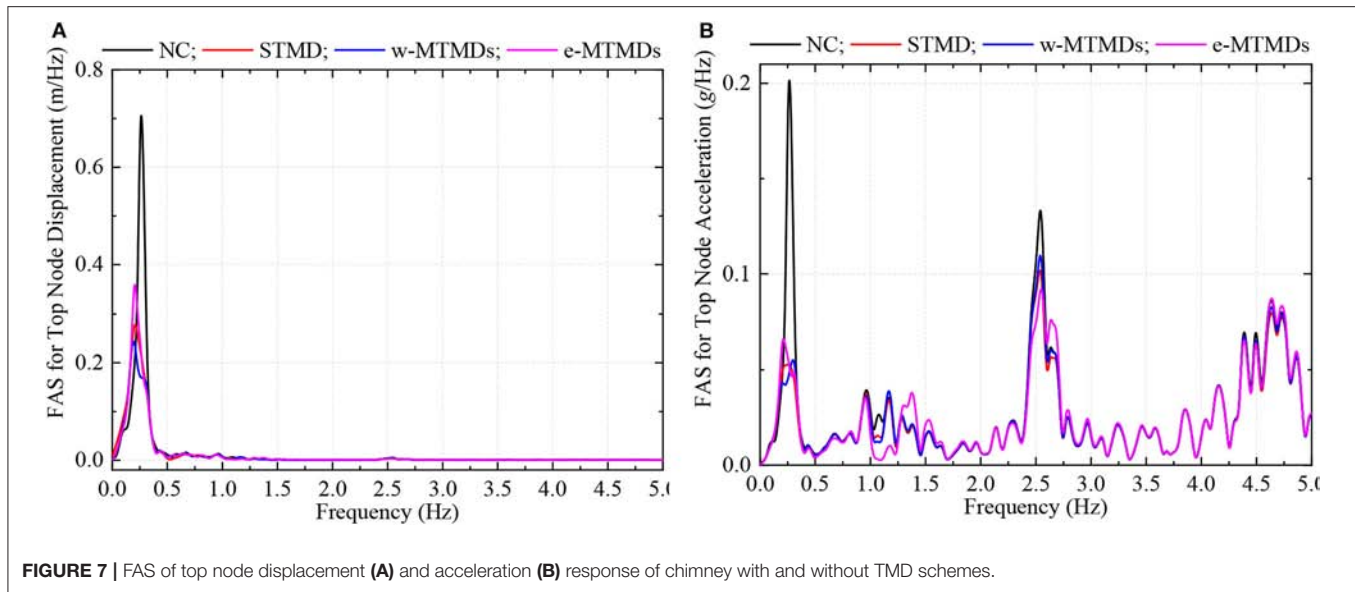 A
NC; STMD; w-MTMDs; e-MTMDs
0.8
0.6
0.4
0.2
0.0
FAS for Top Node Displacement (m/Hz)
0.0 0.5 1.0 1.5 2.0 2.5 3.0 3.5 4.0 4.5 5.0
Frequency (Hz)
B
NC; STMD; w-MTMDs; e-MTMDs
0.2
0.1
0.0
FAS for Top Node Acceleration (g/Hz)
0.0 0.5 1.0 1.5 2.0 2.5 3.0 3.5 4.0 4.5 5.0
Frequency (Hz)
FIGURE 7 | FAS of top node displacement (A) and acceleration (B) response of chimney with and without TMD schemes.